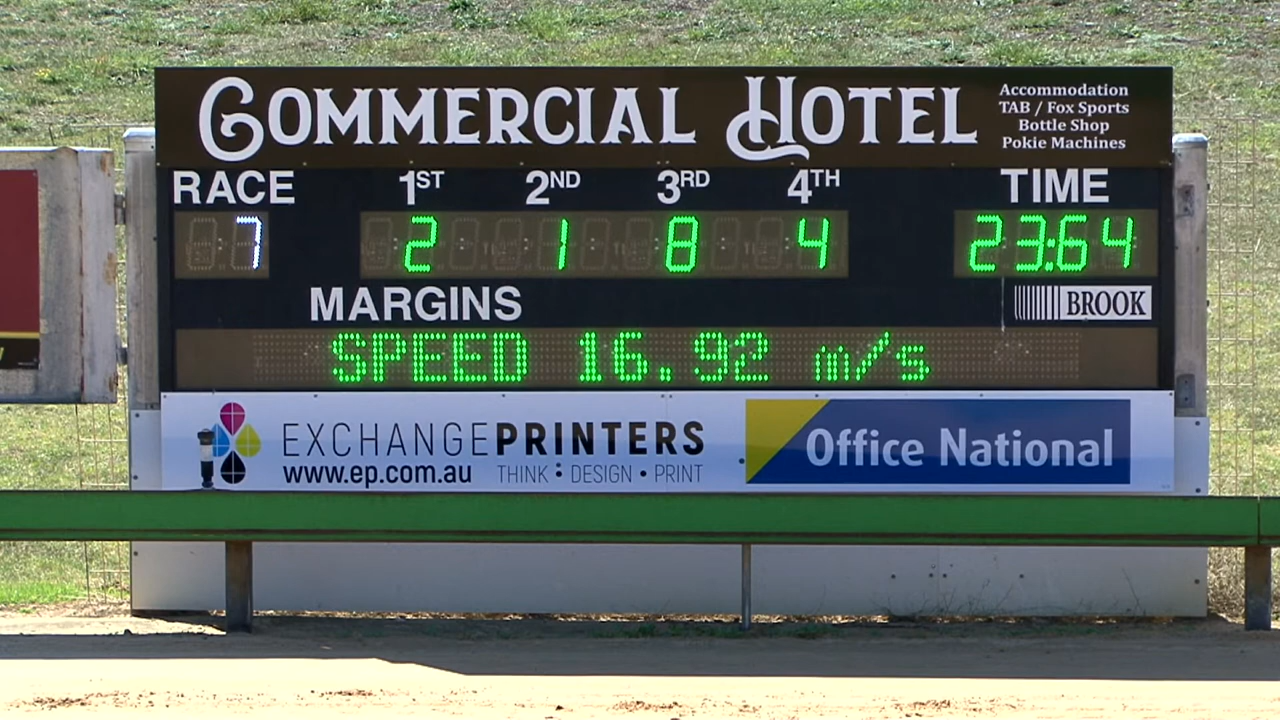 COMMERCIAL HOTEL
Accommodation
TAB / Fox Sports
Bottle Shop
Pokie Machines
RACE 1ST 2ND 3RD 4TH TIME
7 2 1 8 4 23:64
MARGINS BROOK
SPEED 16.92 m/s
EXCHANGEPRINTERS
www.ep.com.au THINK : DESIGN • PRINT
Office National